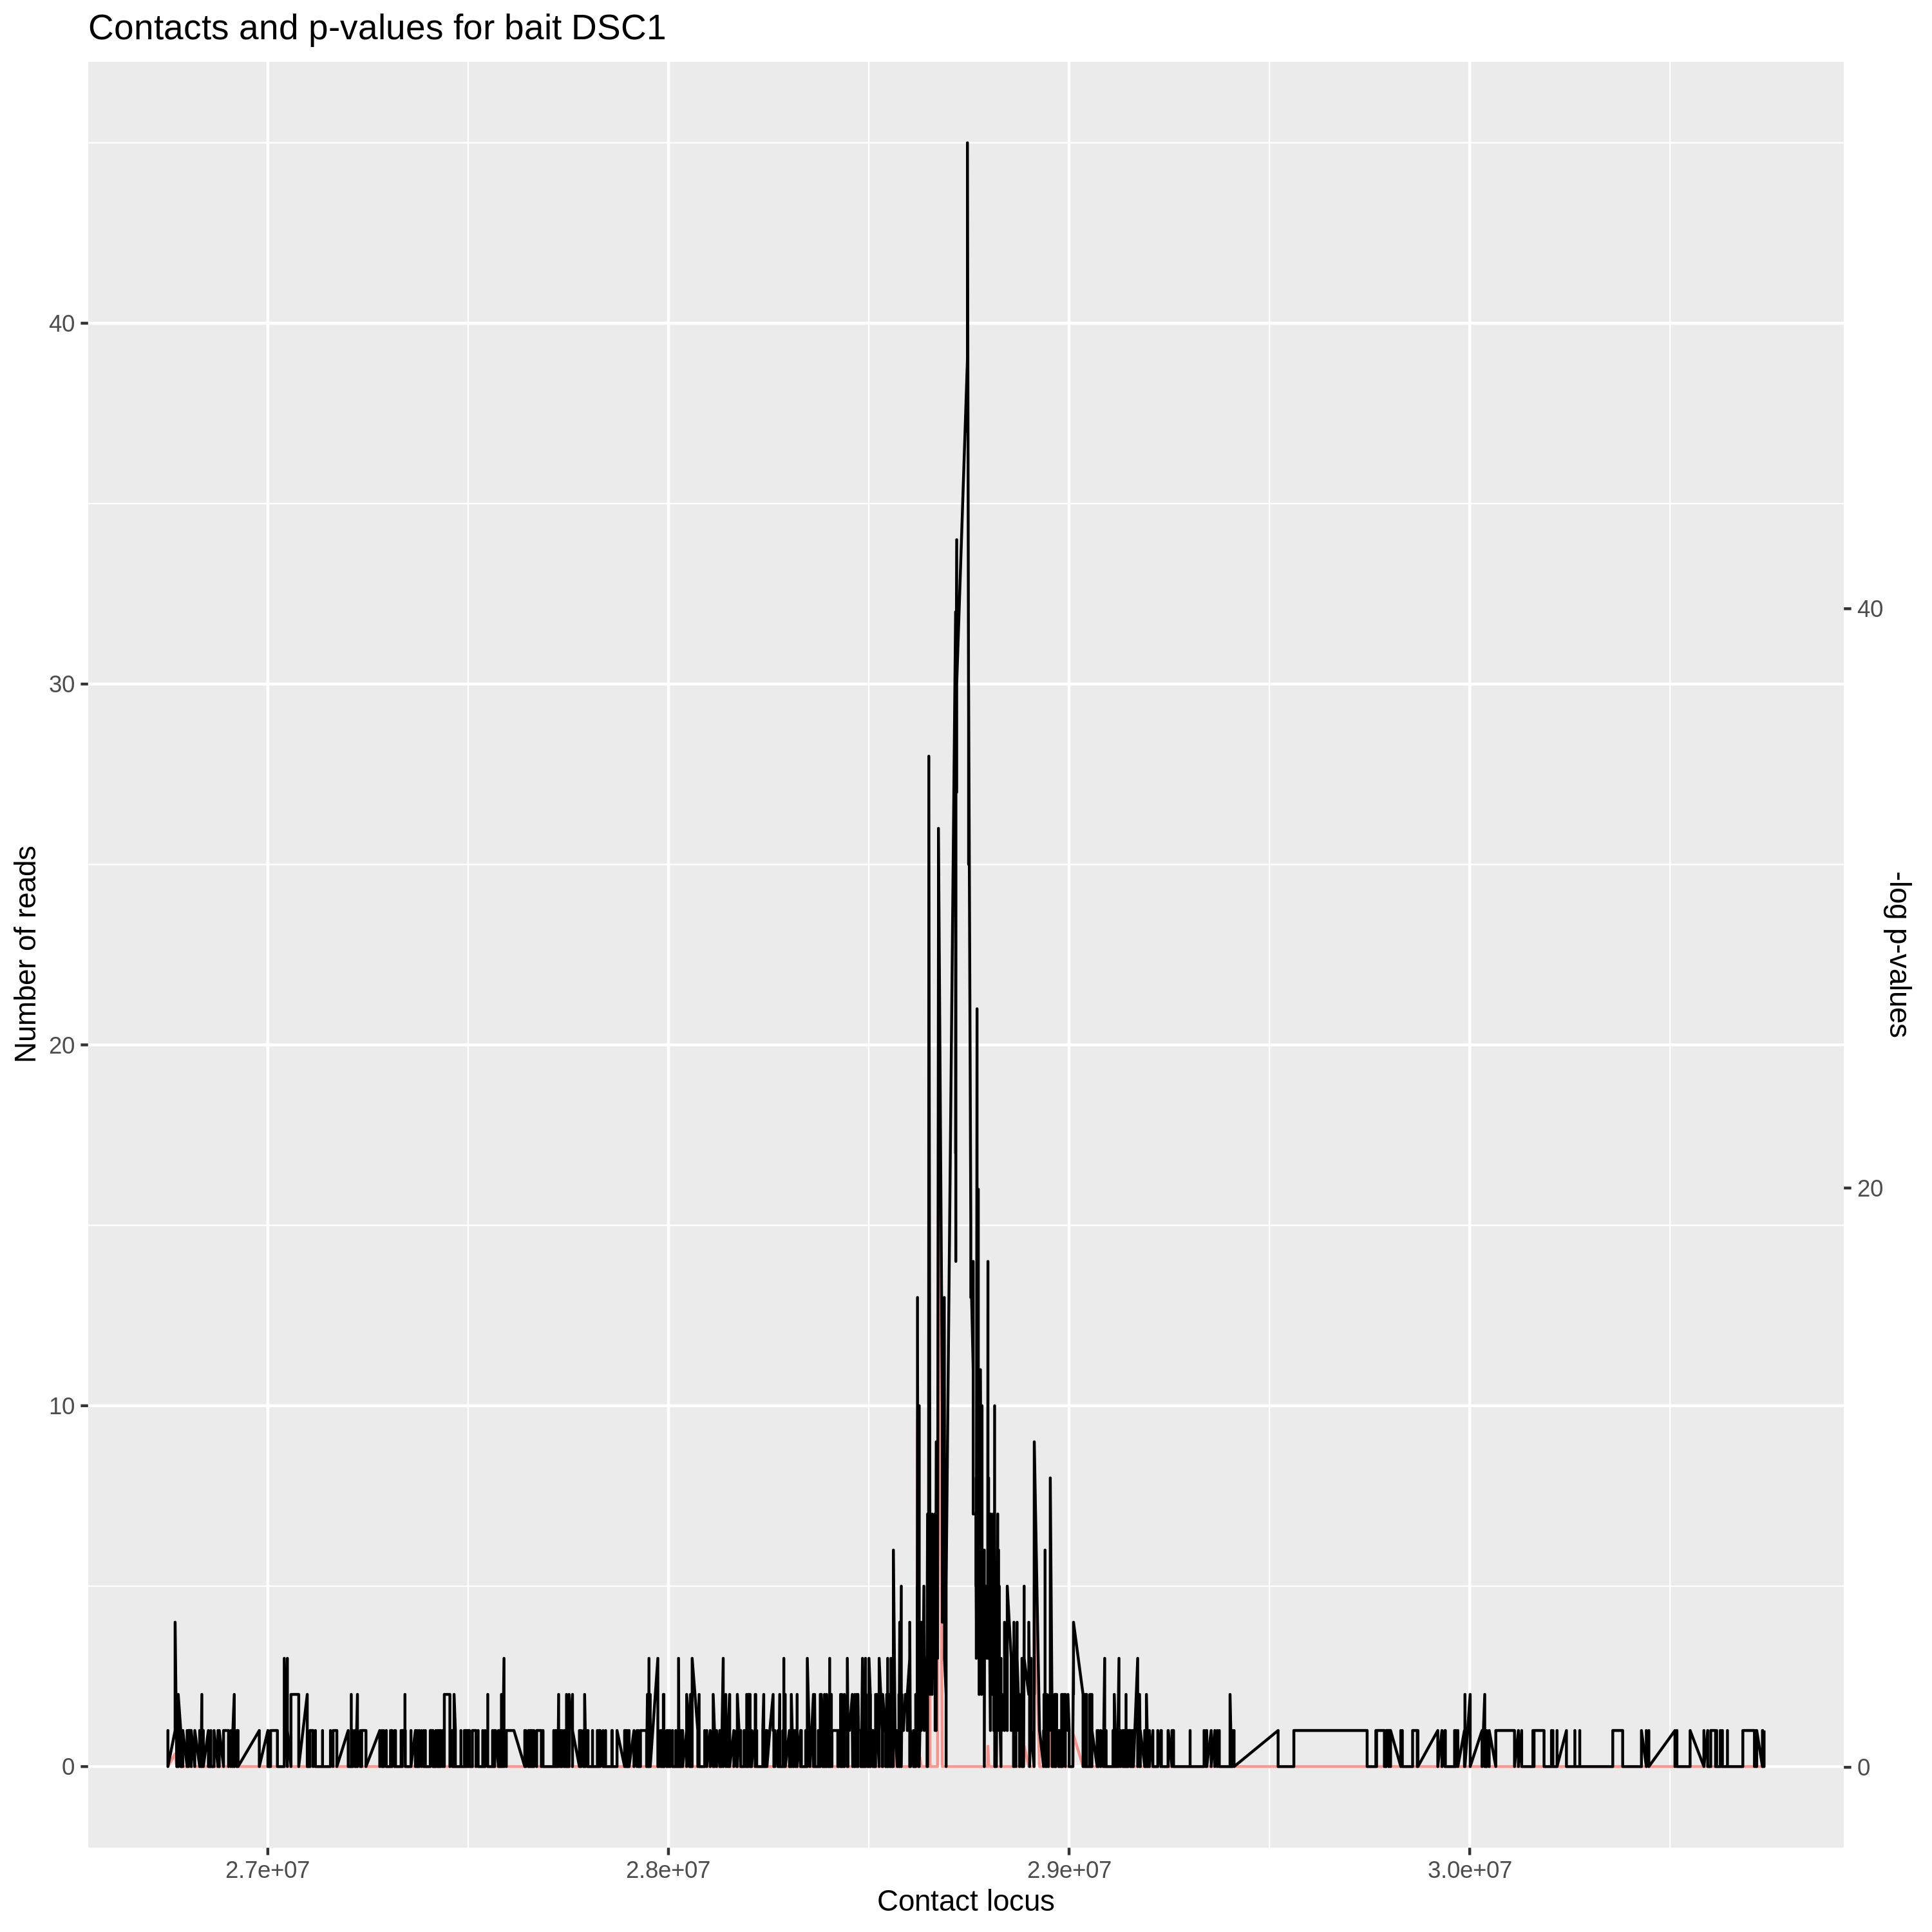 Contacts and p-values for bait DSC1
Number of reads
40
30
20
10
0
40
20
0
-log p-values
2.7e+07 2.8e+07 2.9e+07 3.0e+07
Contact locus